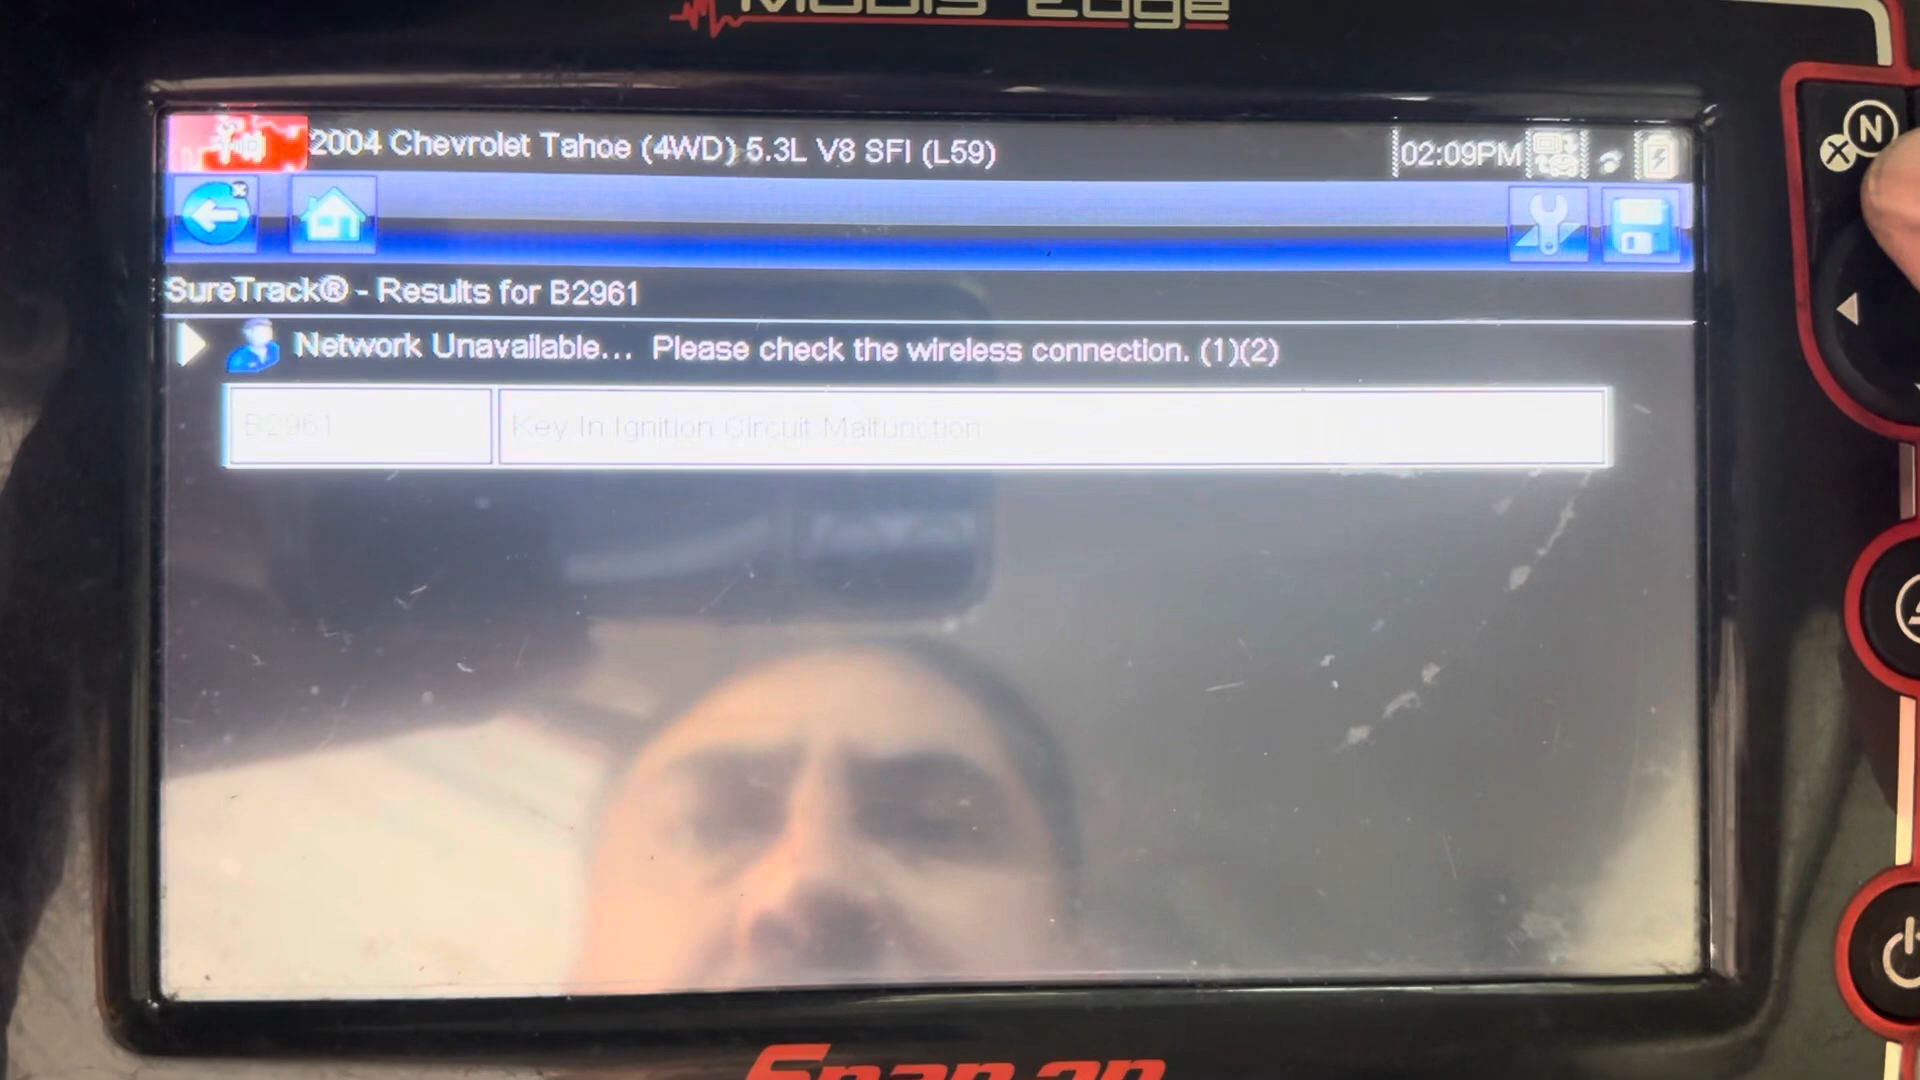 Modis Edge
2004 Chevrolet Tahoe (4WD) 5.3L V8 SFI (L59)
02:09PM
N
X
SureTrack® - Results for B2961
Network Unavailable... Please check the wireless connection. (1)(2)
B2961
Key In Ignition Circuit Malfunction
Snap-on